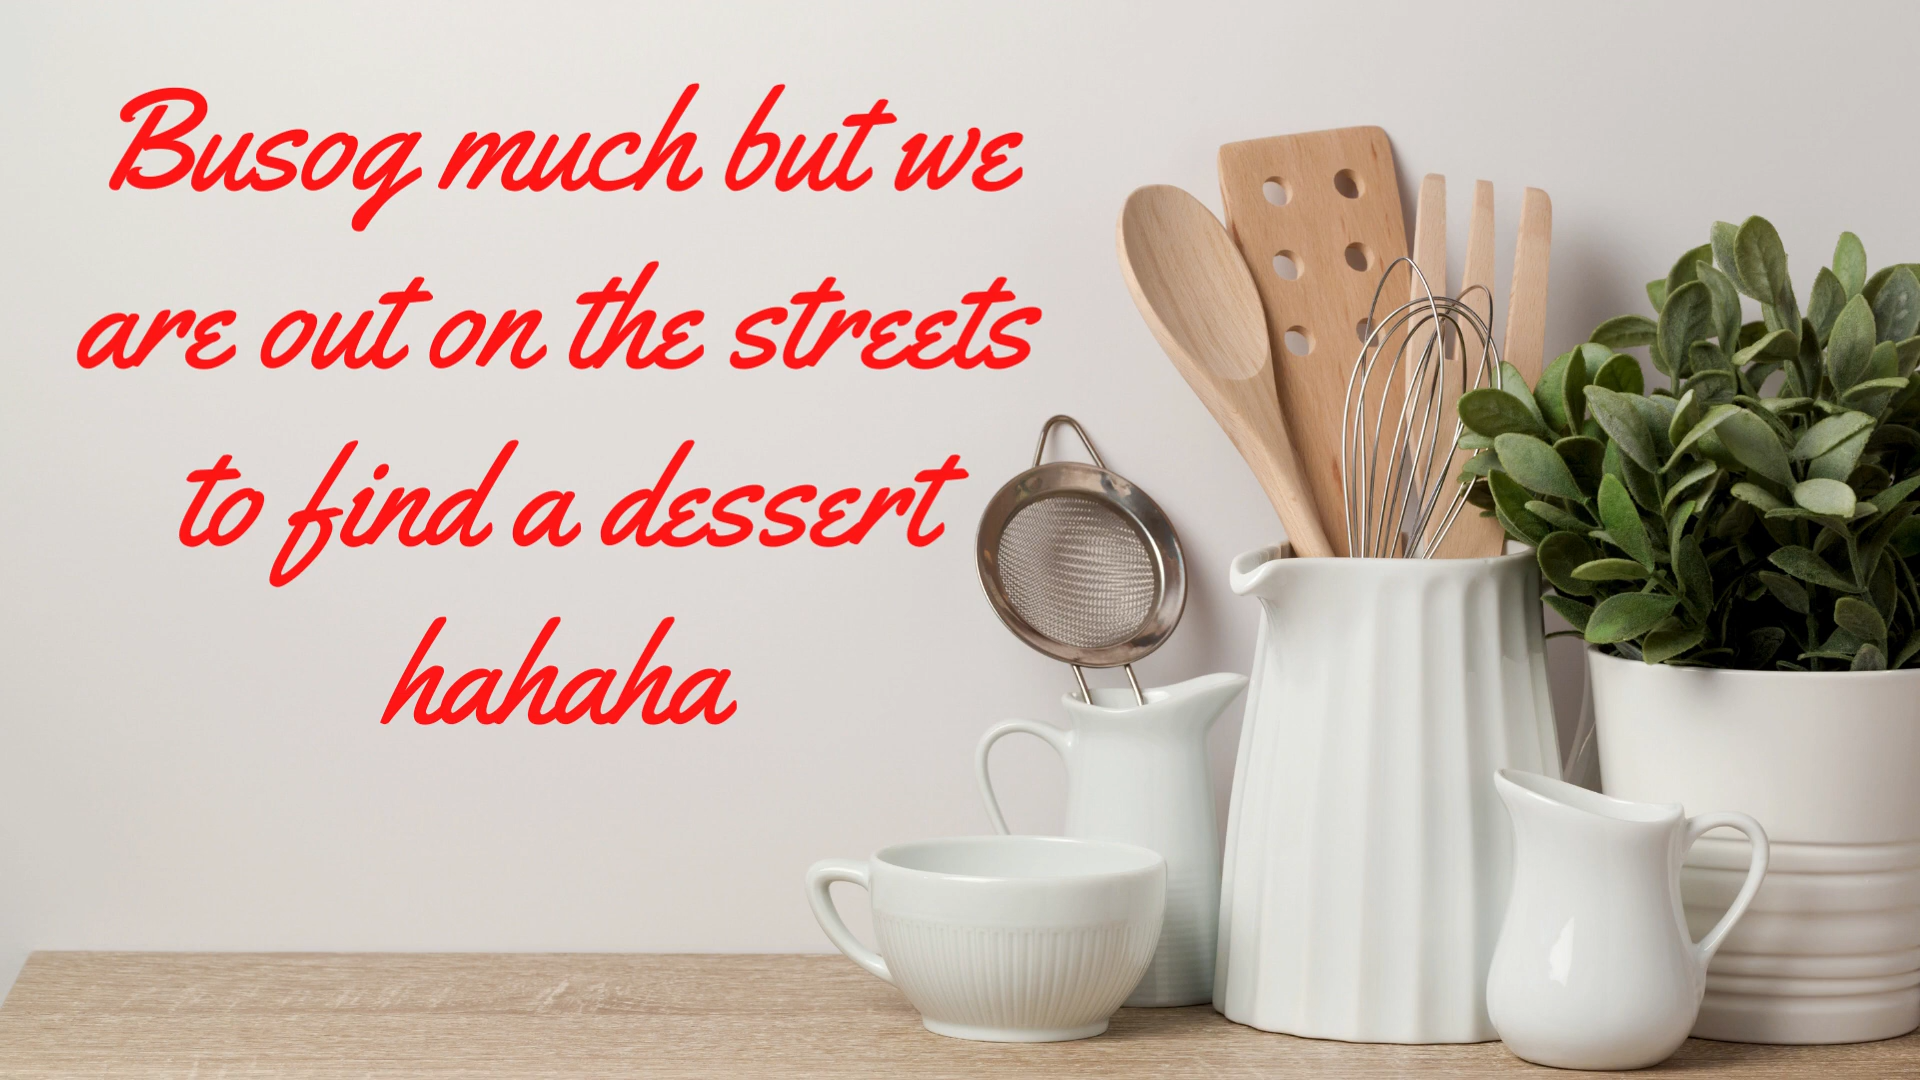 Busog much but we
are out on the streets
to find a dessert
hahaha